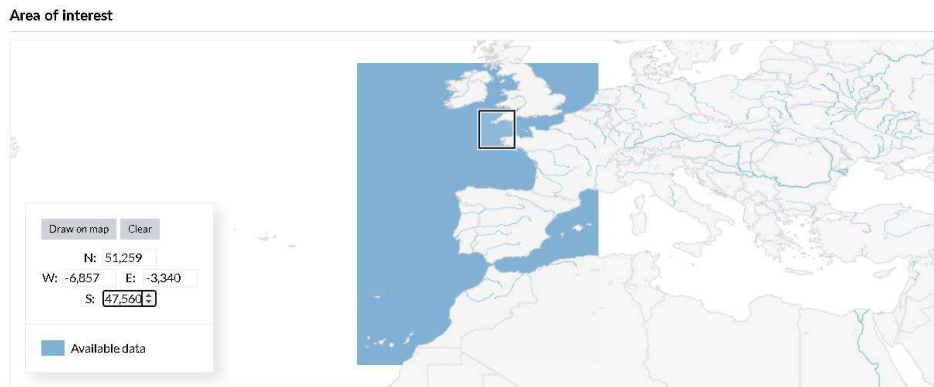 Area of interest
Draw on map Clear
N: 51,259
W: -6,857 E: -3,340
S: 47,560
Available data